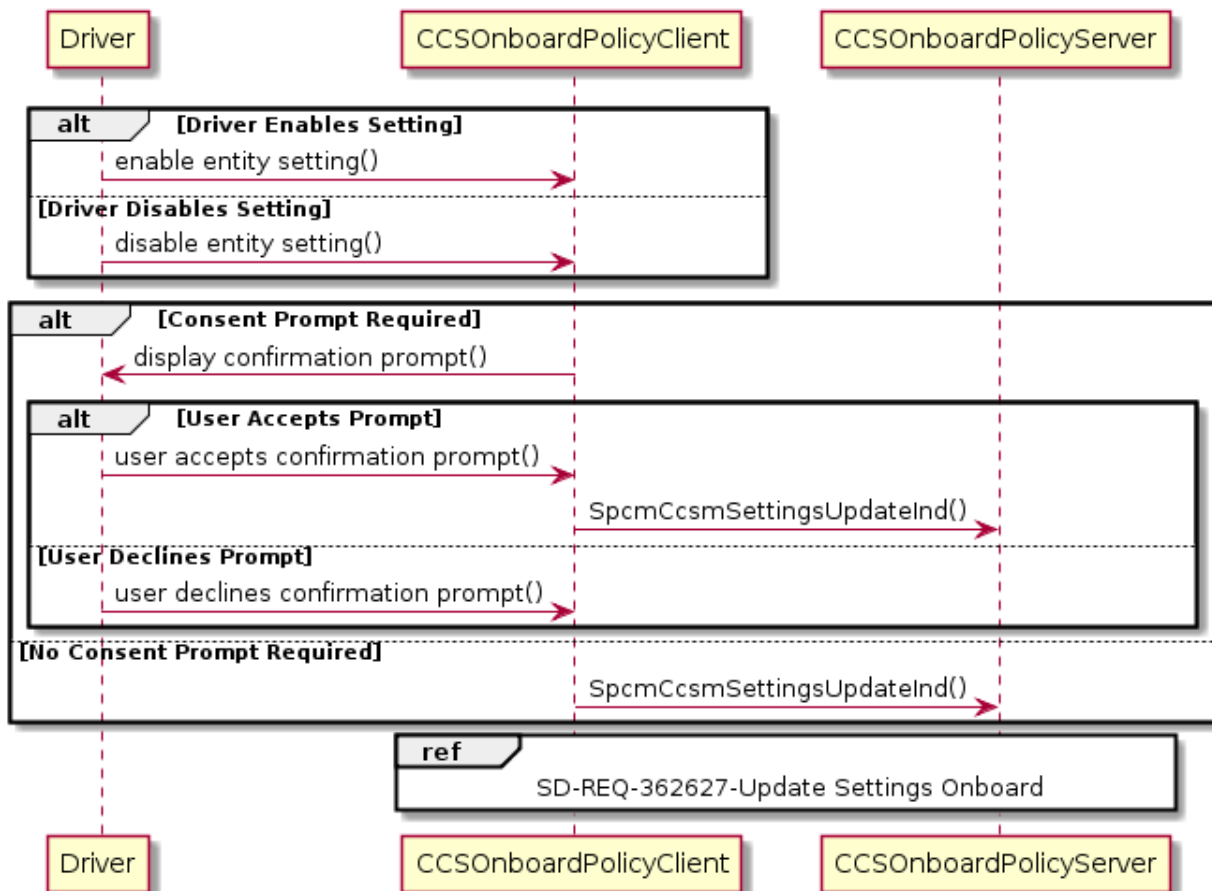 Driver
CCSOnboardPolicyClient
CCSOnboardPolicyServer
alt
[Driver Enables Setting]
enable entity setting()
[Driver Disables Setting]
disable entity setting()
alt
[Consent Prompt Required]
display confirmation prompt()
alt
[User Accepts Prompt]
user accepts confirmation prompt()
SpcmCcsmSettingsUpdateInd()
[User Declines Prompt]
user declines confirmation prompt()
[No Consent Prompt Required]
SpcmCcsmSettingsUpdateInd()
ref
SD-REQ-362627-Update Settings Onboard
Driver
CCSOnboardPolicyClient
CCSOnboardPolicyServer